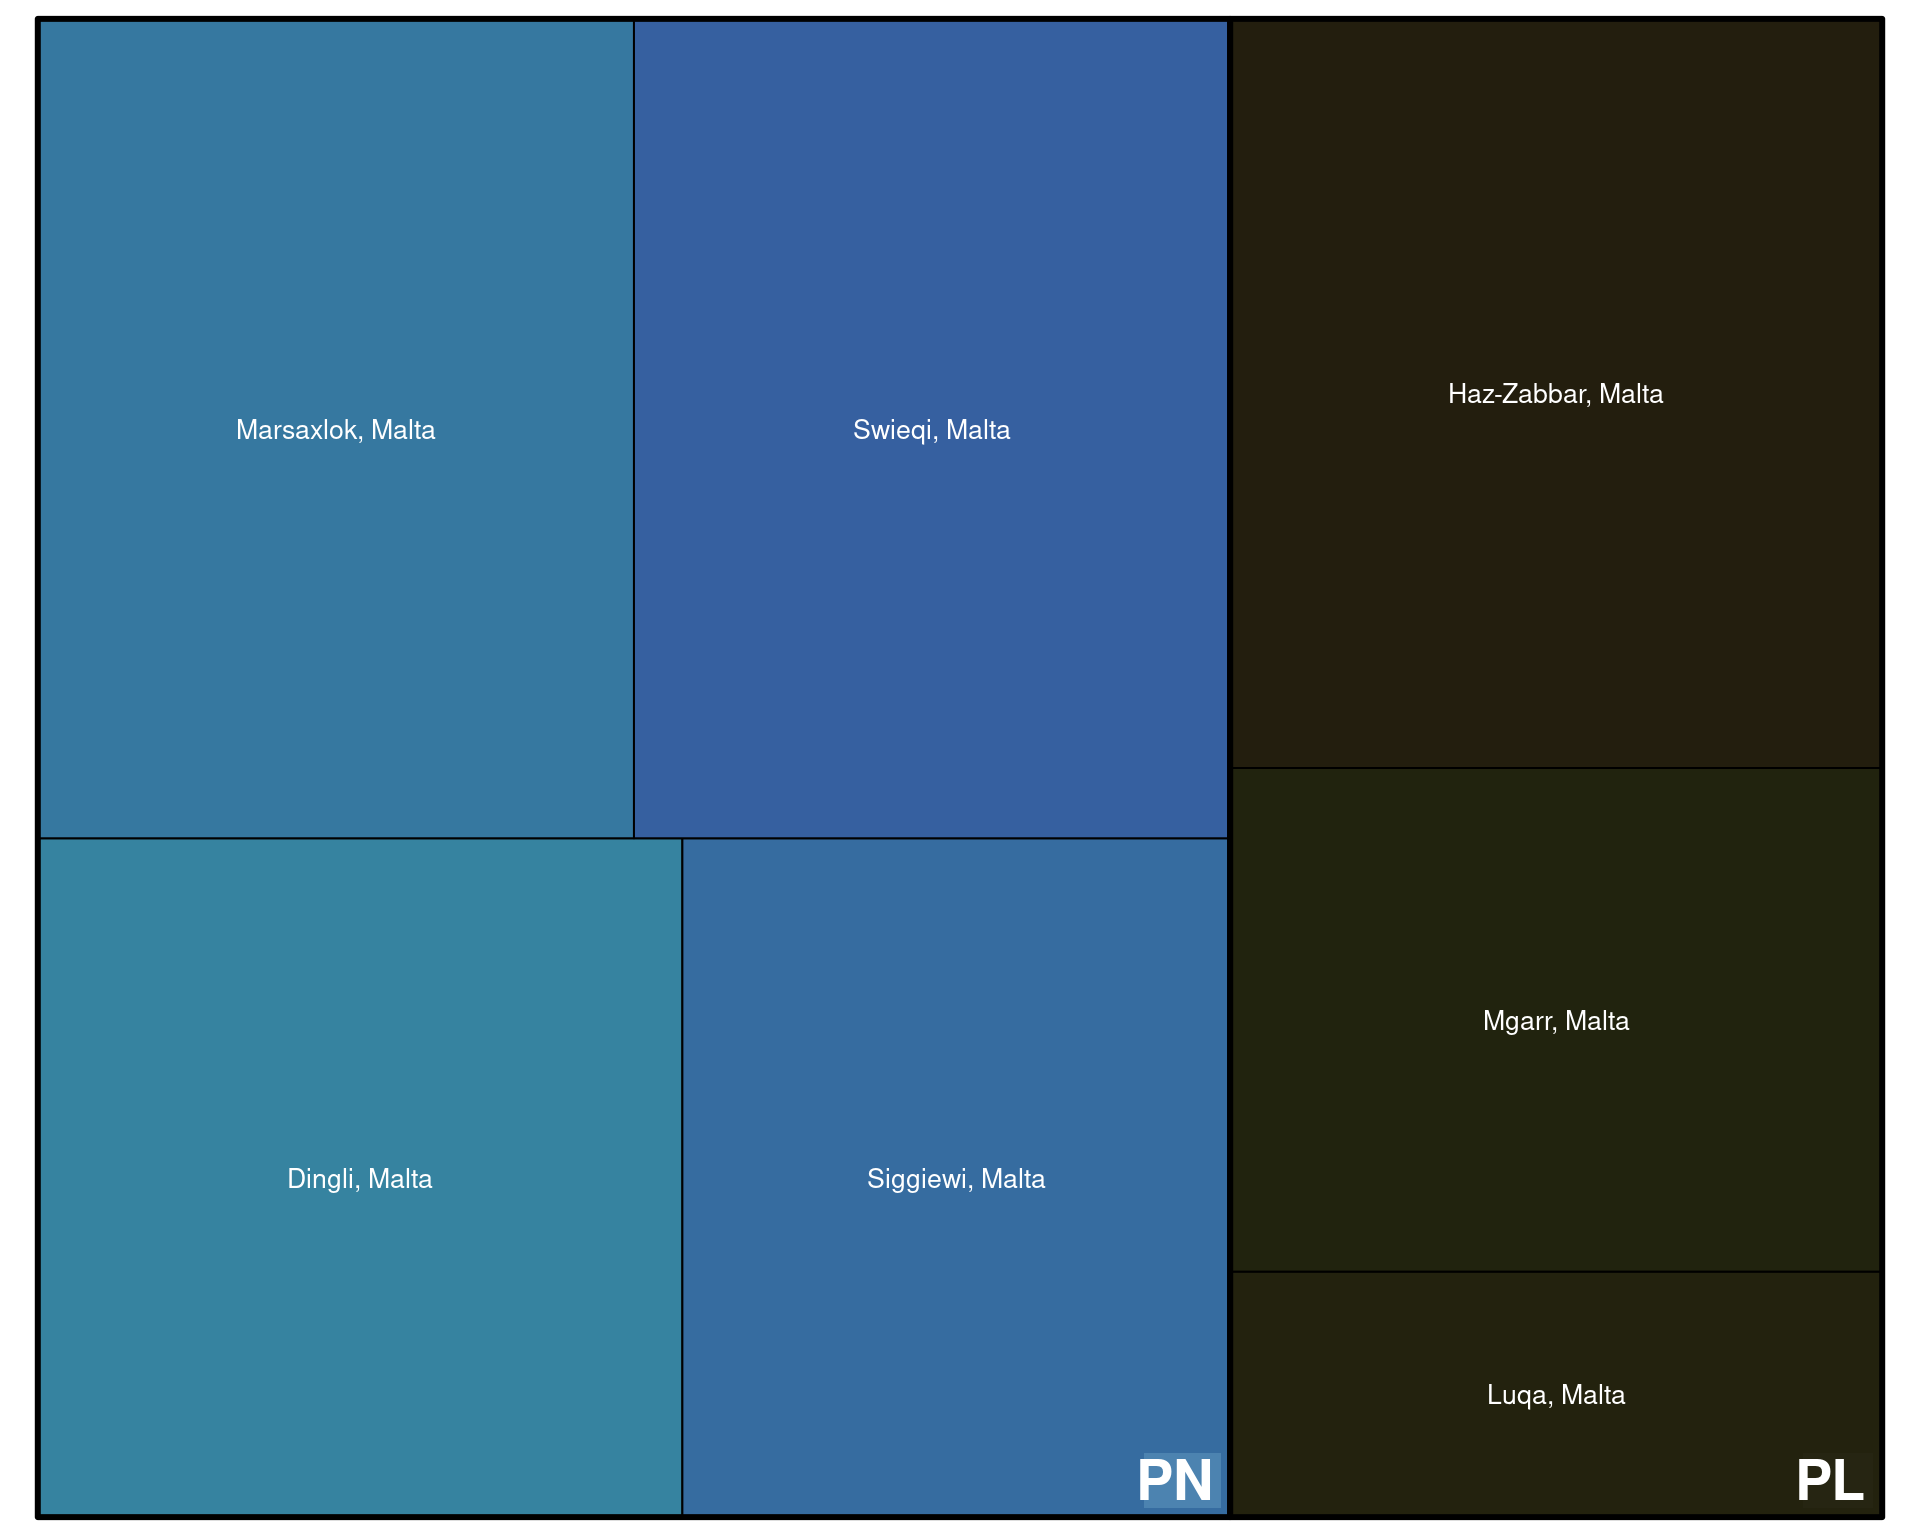 Marsaxlok, Malta
Swieqi, Malta
Haz-Zabbar, Malta
Mgarr, Malta
Dingli, Malta
Siggiewi, Malta
Luqa, Malta
PN
PL